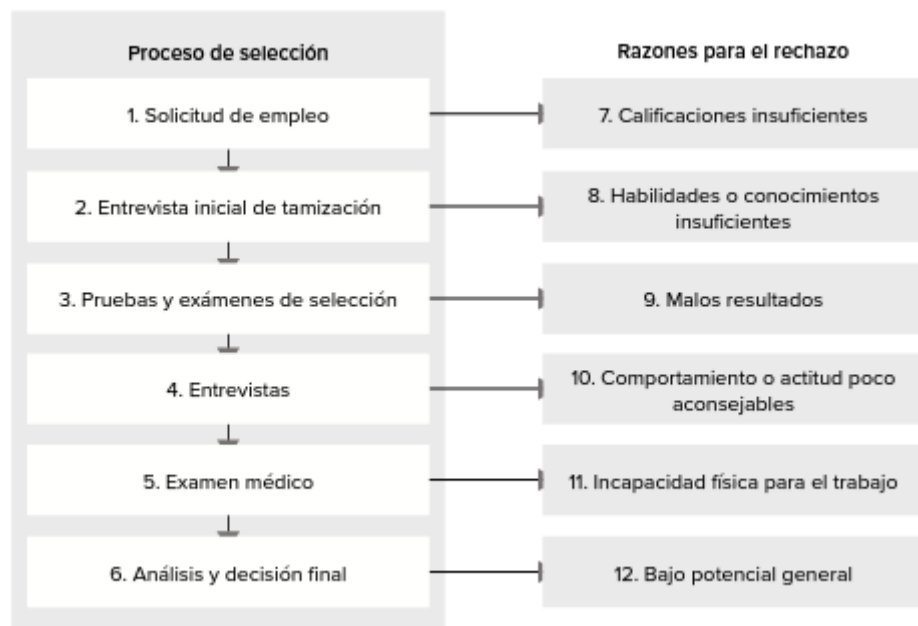 Proceso de selección
Razones para el rechazo
1. Solicitud de empleo
7. Calificaciones insuficientes
2. Entrevista inicial de tamización
8. Habilidades o conocimientos
insuficientes
3. Pruebas y exámenes de selección
9. Malos resultados
4. Entrevistas
10. Comportamiento o actitud poco
aconsejables
5. Examen médico
11. Incapacidad física para el trabajo
6. Análisis y decisión final
12. Bajo potencial general